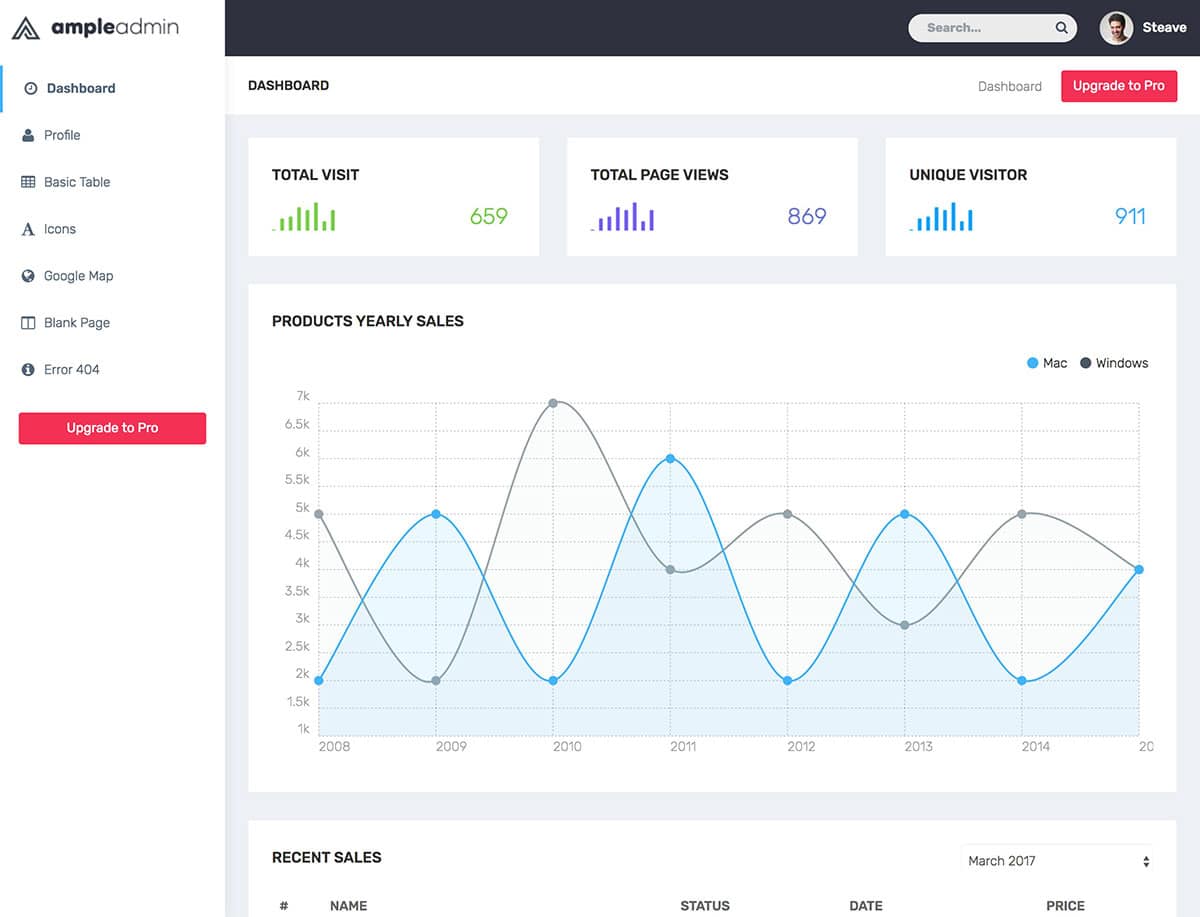 ampleadmin
Search...
Steave
Dashboard
Profile
Basic Table
Icons
Google Map
Blank Page
Error 404
Upgrade to Pro
DASHBOARD
Dashboard
Upgrade to Pro
TOTAL VISIT
659
TOTAL PAGE VIEWS
869
UNIQUE VISITOR
911
PRODUCTS YEARLY SALES
Mac Windows
7k
6.5k
6k
5.5k
5k
4.5k
4k
3.5k
3k
2.5k
2k
1.5k
1k
2008 2009 2010 2011 2012 2013 2014 20
RECENT SALES
March 2017
# NAME STATUS DATE PRICE